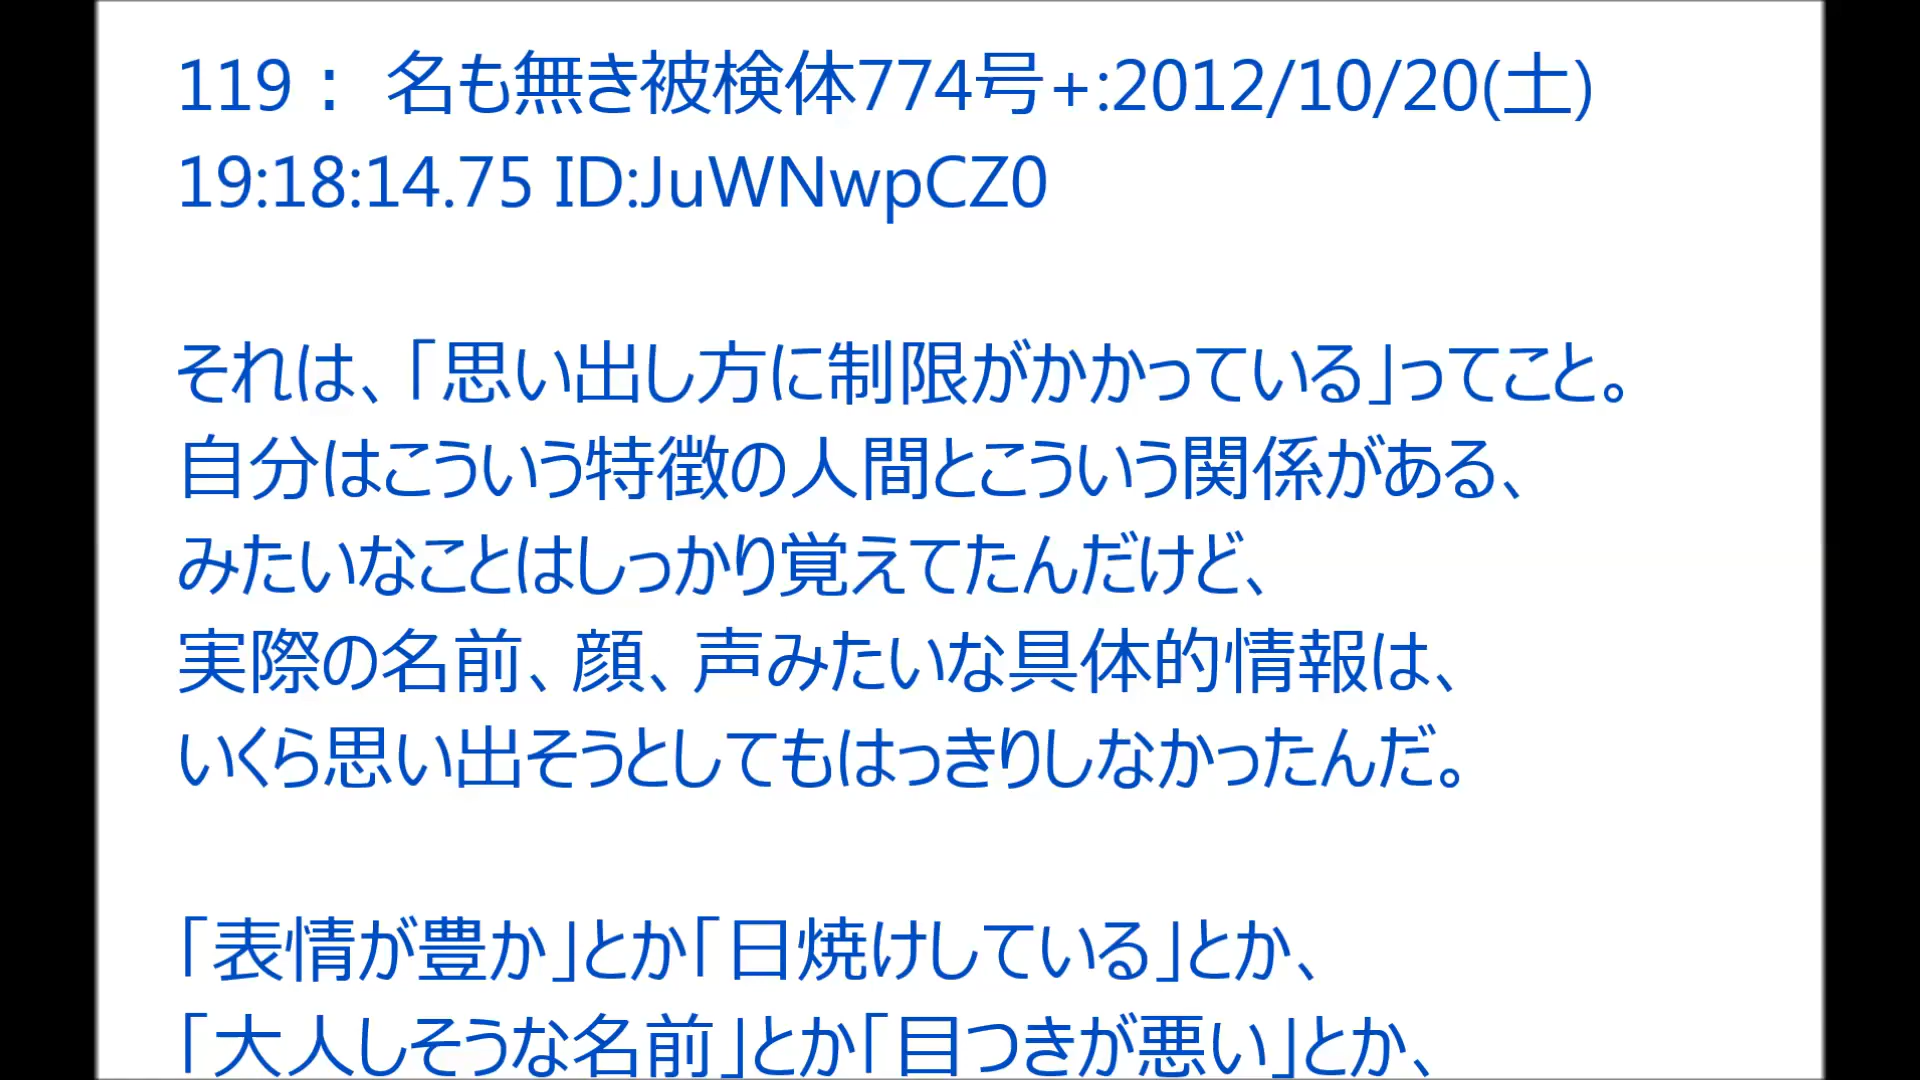 119： 名も無き被検体774号+:2012/10/20(土)
19:18:14.75 ID:JuWNwpCZ0
それは、「思い出し方に制限がかかっている」ってこと。
自分はこういう特徴の人間とこういう関係がある、
みたいなことはしっかり覚えてたんだけど、
実際の名前、顔、声みたいな具体的情報は、
いくら思い出そうとしてもはっきりしなかったんだ。
「表情が豊か」とか「日焼けしている」とか、
「大人しそうな名前」とか「目つきが悪い」とか、